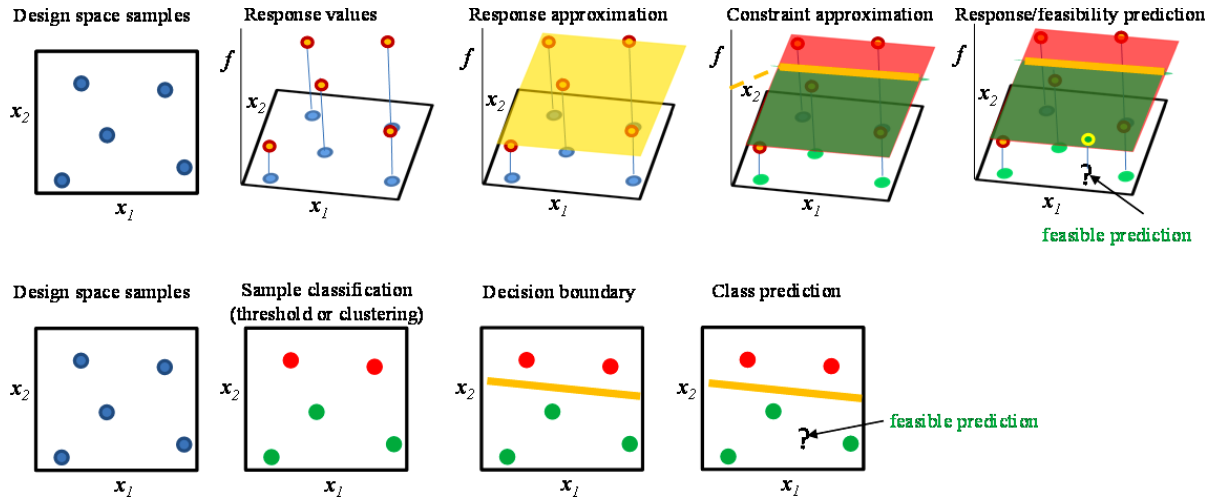 Design space samples
Response values
Response approximation
Constraint approximation
Response/feasibility prediction
x2
x1
f
x2
x1
f
x2
x1
f
x2
x1
f
x2
?
x1
feasible prediction
Design space samples
Sample classification
(threshold or clustering)
Decision boundary
Class prediction
x2
x1
x2
x1
x2
x1
x2
?
feasible prediction
x1